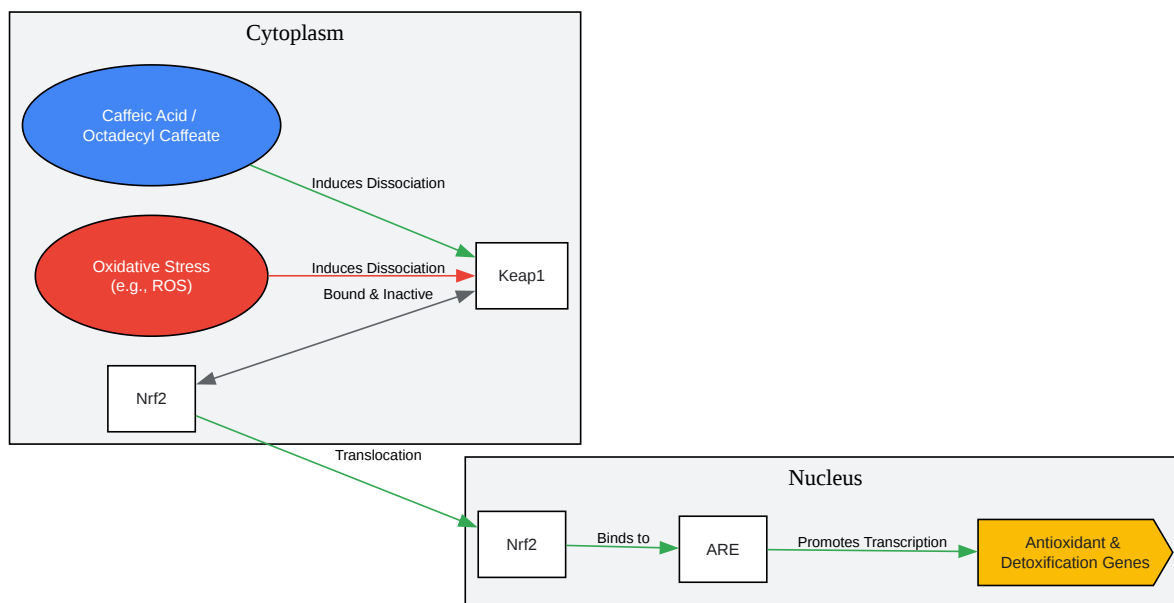 Cytoplasm
Caffeic Acid /
Octadecyl Caffeate
Induces Dissociation
Oxidative Stress
(e.g., ROS)
Induces Dissociation
Keap1
Bound & Inactive
Nrf2
Translocation
Nucleus
Nrf2
Binds to
ARE
Promotes Transcription
Antioxidant &
Detoxification Genes